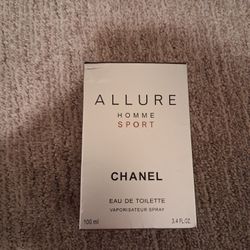 ALLURE
HOMME
SPORT
CHANEL
EAU DE TOILETTE
VAPORISATEUR SPRAY
100 ml 3.4 FL.OZ.